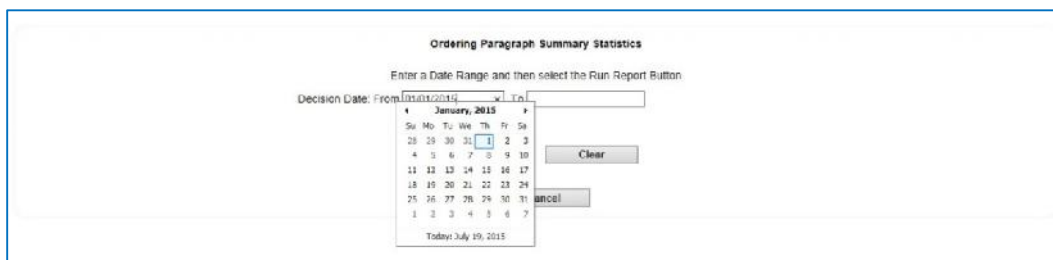 Ordering Paragraph Summary Statistics
Enter a Date Range and then select the Run Report Button
Decision Date: From 01/01/2015 x To
January, 2015
Su Mo Tu We Th Fr Sa
28 29 30 31 1 2 3
4 5 6 7 8 9 10
11 12 13 14 15 16 17
Clear
18 19 20 21 22 23 24
25 26 27 28 29 30 31
ancel
1 2 3 4 5 6 7
Today: July 19, 2015